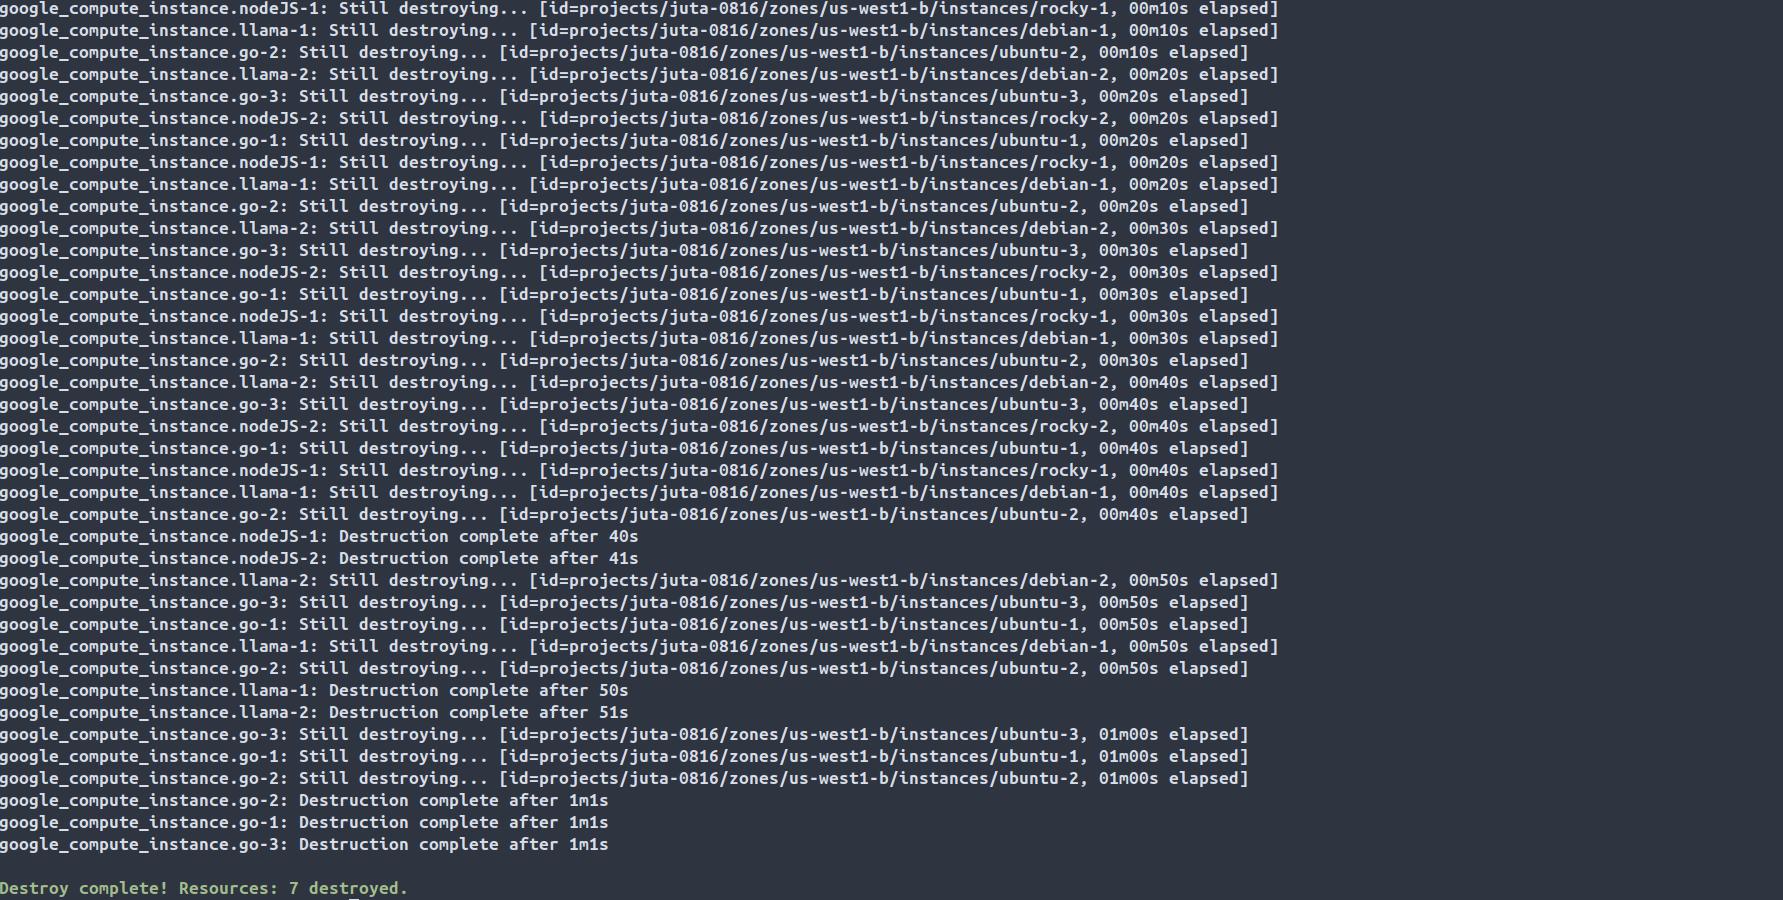 google_compute_instance.nodeJS-1: Still destroying... [id=projects/juta-0816/zones/us-west1-b/instances/rocky-1, 00m10s elapsed]
google_compute_instance.llama-1: Still destroying... [id=projects/juta-0816/zones/us-west1-b/instances/debian-1, 00m10s elapsed]
google_compute_instance.go-2: Still destroying... [id=projects/juta-0816/zones/us-west1-b/instances/ubuntu-2, 00m10s elapsed]
google_compute_instance.llama-2: Still destroying... [id=projects/juta-0816/zones/us-west1-b/instances/debian-2, 00m20s elapsed]
google_compute_instance.go-3: Still destroying... [id=projects/juta-0816/zones/us-west1-b/instances/ubuntu-3, 00m20s elapsed]
google_compute_instance.nodeJS-2: Still destroying... [id=projects/juta-0816/zones/us-west1-b/instances/rocky-2, 00m20s elapsed]
google_compute_instance.go-1: Still destroying... [id=projects/juta-0816/zones/us-west1-b/instances/ubuntu-1, 00m20s elapsed]
google_compute_instance.nodeJS-1: Still destroying... [id=projects/juta-0816/zones/us-west1-b/instances/rocky-1, 00m20s elapsed]
google_compute_instance.llama-1: Still destroying... [id=projects/juta-0816/zones/us-west1-b/instances/debian-1, 00m20s elapsed]
google_compute_instance.go-2: Still destroying... [id=projects/juta-0816/zones/us-west1-b/instances/ubuntu-2, 00m20s elapsed]
google_compute_instance.llama-2: Still destroying... [id=projects/juta-0816/zones/us-west1-b/instances/debian-2, 00m30s elapsed]
google_compute_instance.go-3: Still destroying... [id=projects/juta-0816/zones/us-west1-b/instances/ubuntu-3, 00m30s elapsed]
google_compute_instance.nodeJS-2: Still destroying... [id=projects/juta-0816/zones/us-west1-b/instances/rocky-2, 00m30s elapsed]
google_compute_instance.go-1: Still destroying... [id=projects/juta-0816/zones/us-west1-b/instances/ubuntu-1, 00m30s elapsed]
google_compute_instance.nodeJS-1: Still destroying... [id=projects/juta-0816/zones/us-west1-b/instances/rocky-1, 00m30s elapsed]
google_compute_instance.llama-1: Still destroying... [id=projects/juta-0816/zones/us-west1-b/instances/debian-1, 00m30s elapsed]
google_compute_instance.go-2: Still destroying... [id=projects/juta-0816/zones/us-west1-b/instances/ubuntu-2, 00m30s elapsed]
google_compute_instance.llama-2: Still destroying... [id=projects/juta-0816/zones/us-west1-b/instances/debian-2, 00m40s elapsed]
google_compute_instance.go-3: Still destroying... [id=projects/juta-0816/zones/us-west1-b/instances/ubuntu-3, 00m40s elapsed]
google_compute_instance.nodeJS-2: Still destroying... [id=projects/juta-0816/zones/us-west1-b/instances/rocky-2, 00m40s elapsed]
google_compute_instance.go-1: Still destroying... [id=projects/juta-0816/zones/us-west1-b/instances/ubuntu-1, 00m40s elapsed]
google_compute_instance.nodeJS-1: Still destroying... [id=projects/juta-0816/zones/us-west1-b/instances/rocky-1, 00m40s elapsed]
google_compute_instance.llama-1: Still destroying... [id=projects/juta-0816/zones/us-west1-b/instances/debian-1, 00m40s elapsed]
google_compute_instance.go-2: Still destroying... [id=projects/juta-0816/zones/us-west1-b/instances/ubuntu-2, 00m40s elapsed]
google_compute_instance.nodeJS-1: Destruction complete after 40s
google_compute_instance.nodeJS-2: Destruction complete after 41s
google_compute_instance.llama-2: Still destroying... [id=projects/juta-0816/zones/us-west1-b/instances/debian-2, 00m50s elapsed]
google_compute_instance.go-3: Still destroying... [id=projects/juta-0816/zones/us-west1-b/instances/ubuntu-3, 00m50s elapsed]
google_compute_instance.go-1: Still destroying... [id=projects/juta-0816/zones/us-west1-b/instances/ubuntu-1, 00m50s elapsed]
google_compute_instance.llama-1: Still destroying... [id=projects/juta-0816/zones/us-west1-b/instances/debian-1, 00m50s elapsed]
google_compute_instance.go-2: Still destroying... [id=projects/juta-0816/zones/us-west1-b/instances/ubuntu-2, 00m50s elapsed]
google_compute_instance.llama-1: Destruction complete after 50s
google_compute_instance.llama-2: Destruction complete after 51s
google_compute_instance.go-3: Still destroying... [id=projects/juta-0816/zones/us-west1-b/instances/ubuntu-3, 01m00s elapsed]
google_compute_instance.go-1: Still destroying... [id=projects/juta-0816/zones/us-west1-b/instances/ubuntu-1, 01m00s elapsed]
google_compute_instance.go-2: Still destroying... [id=projects/juta-0816/zones/us-west1-b/instances/ubuntu-2, 01m00s elapsed]
google_compute_instance.go-2: Destruction complete after 1m1s
google_compute_instance.go-1: Destruction complete after 1m1s
google_compute_instance.go-3: Destruction complete after 1m1s
Destroy complete! Resources: 7 destroyed.